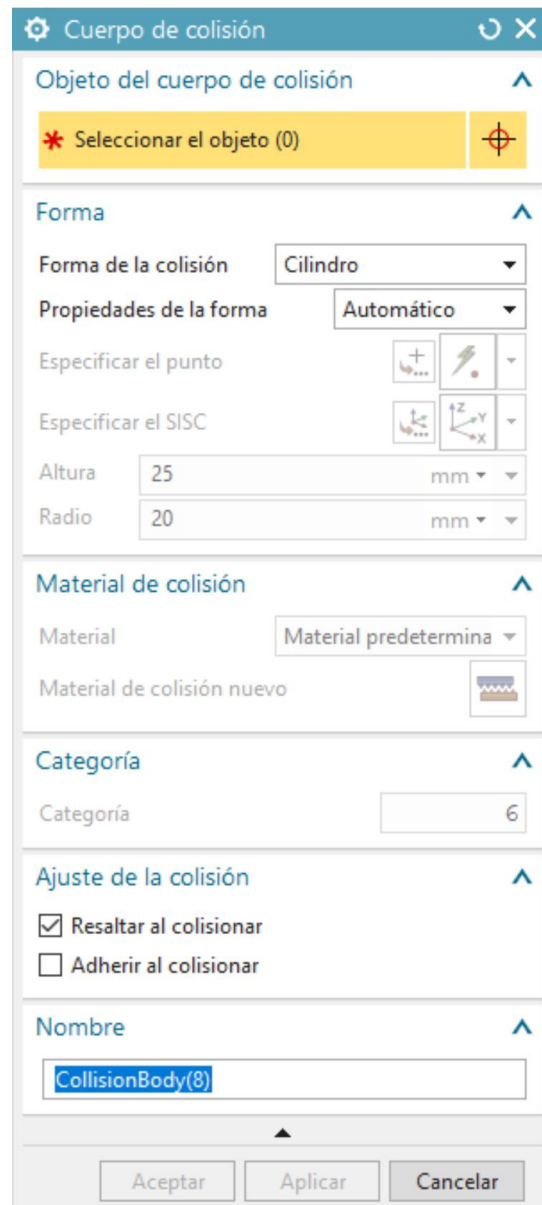 Cuerpo de colisión
Objeto del cuerpo de colisión
* Seleccionar el objeto (0)
Forma
Forma de la colisión Cilindro
Propiedades de la forma Automático
Especificar el punto
Especificar el SISC Z Y X
Altura 25 mm
Radio 20 mm
Material de colisión
Material Material predetermina
Material de colisión nuevo
Categoría
Categoría 6
Ajuste de la colisión
Resaltar al colisionar
Adherir al colisionar
Nombre
CollisionBody(8)
Aceptar Aplicar Cancelar